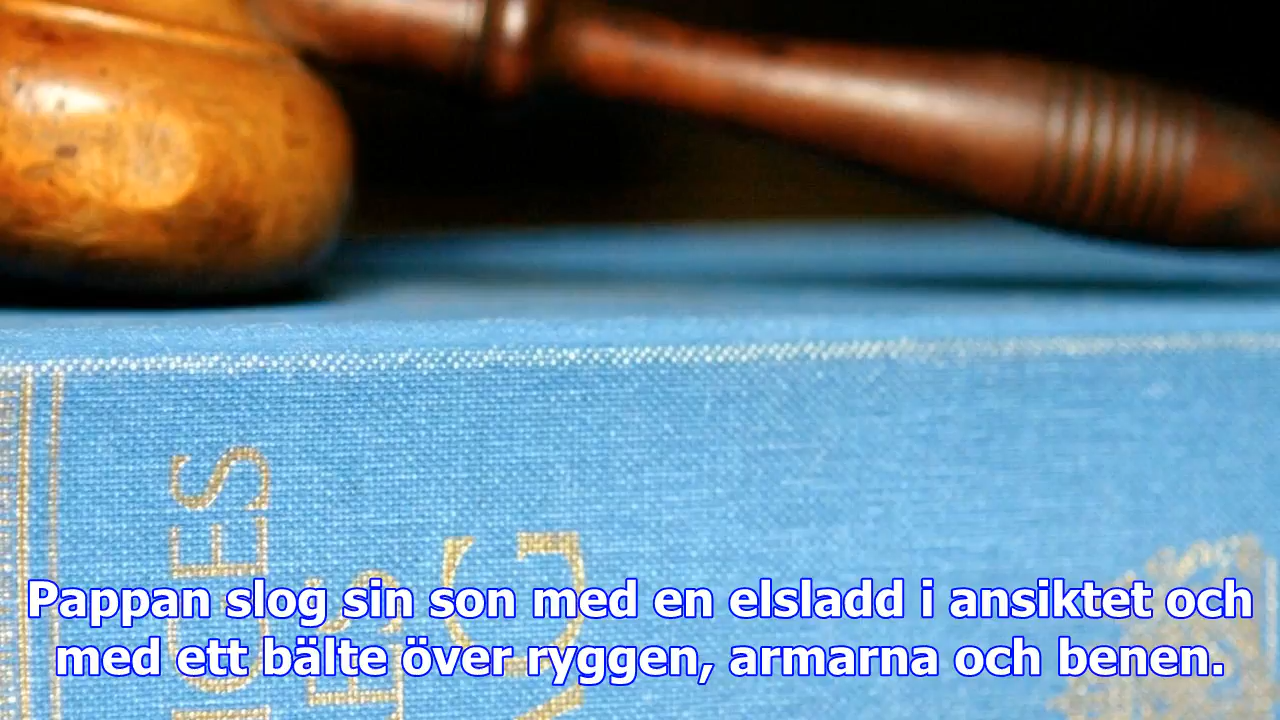 Pappan slog sin son med en elsladd i ansiktet och
med ett bälte över ryggen, armarna och benen.